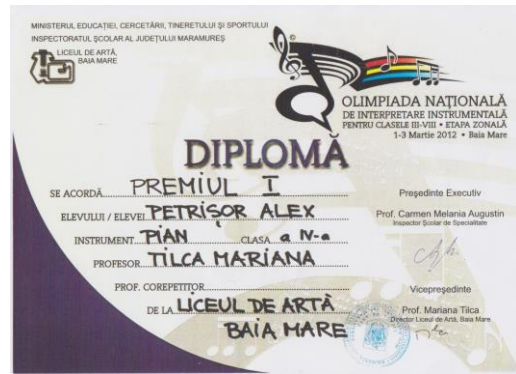 MINISTERUL EDUCAȚIEI, CERCETĂRII, TINERETULUI ȘI SPORTULUI
INSPECTORATUL ȘCOLAR AL JUDEȚULUI MARAMUREȘ
LICEUL DE ARTĂ,
BAIA MARE
OLIMPIADA NAȚIONALĂ
DE INTERPRETARE INSTRUMENTALĂ
PENTRU CLASELE III-VIII • ETAPA ZONALĂ
1-3 Martie 2012 • Baia Mare
DIPLOMĂ
SE ACORDĂ PREMIUL I
ELEVULUI / ELEVEI PETRIȘOR ALEX
INSTRUMENT PIAN CLASA a IV-a
PROFESOR TILCA MARIANA
PROF. COREPETITOR
DE LA LICEUL DE ARTĂ
BAIA MARE
Președinte Executiv
Prof. Carmen Melania Augustin
Inspector Școlar de Specialitate
Vicepreședinte
Prof. Mariana Tilca
Director Liceul de Artă, Baia Mare